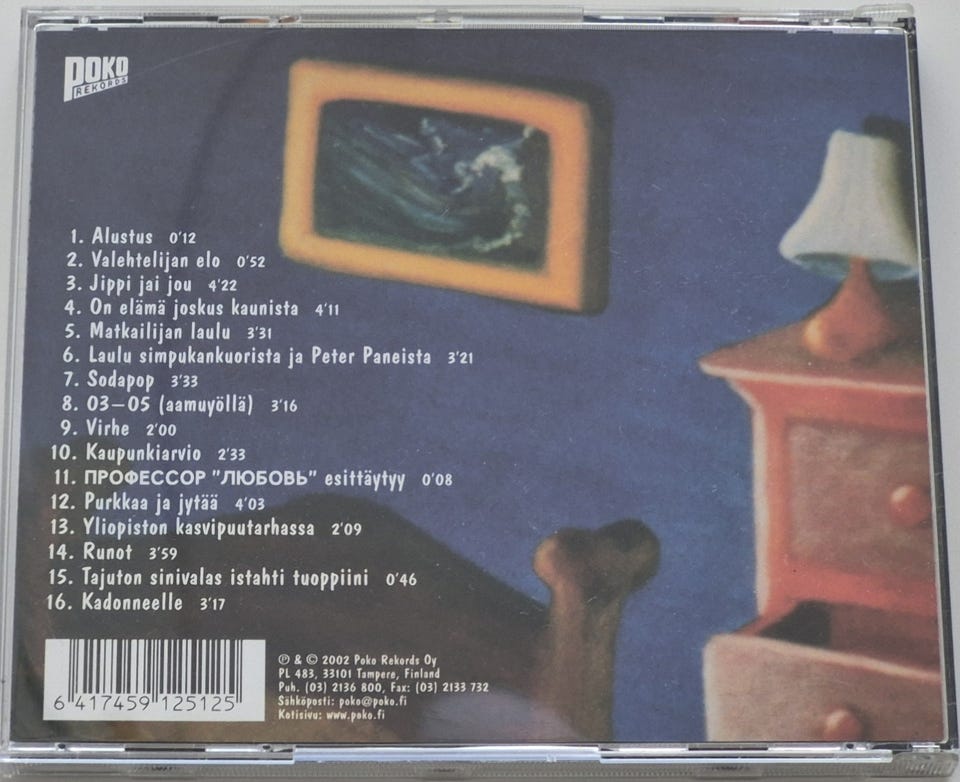 POKO
REKORDS
1. Alustus 0'12
2. Valehtelijan elo 0'52
3. Jippi jai jou 4'22
4. On elämä joskus kaunista 4'11
5. Matkailijan laulu 3'31
6. Laulu simpukankuorista ja Peter Paneista 3'21
7. Sodapop 3'33
8. 03–05 (aamuyöllä) 3'16
9. Virhe 2'00
10. Kaupunkiarvio 2'33
11. ПРОФЕССОР "ЛЮБОВЬ" esittäytyy 0'08
12. Purkkaa ja jytää 4'03
13. Yliopiston kasvipuutarhassa 2'09
14. Runot 3'59
15. Tajuton sinivalas istahti tuoppiini 0'46
16. Kadonneelle 3'17
6 417459 125125
℗ & © 2002 Poko Rekords Oy
PL 483, 33101 Tampere, Finland
Puh. (03) 2136 800, Fax: (03) 2133 732
Sähköposti: poko@poko.fi
Kotisivu: www.poko.fi